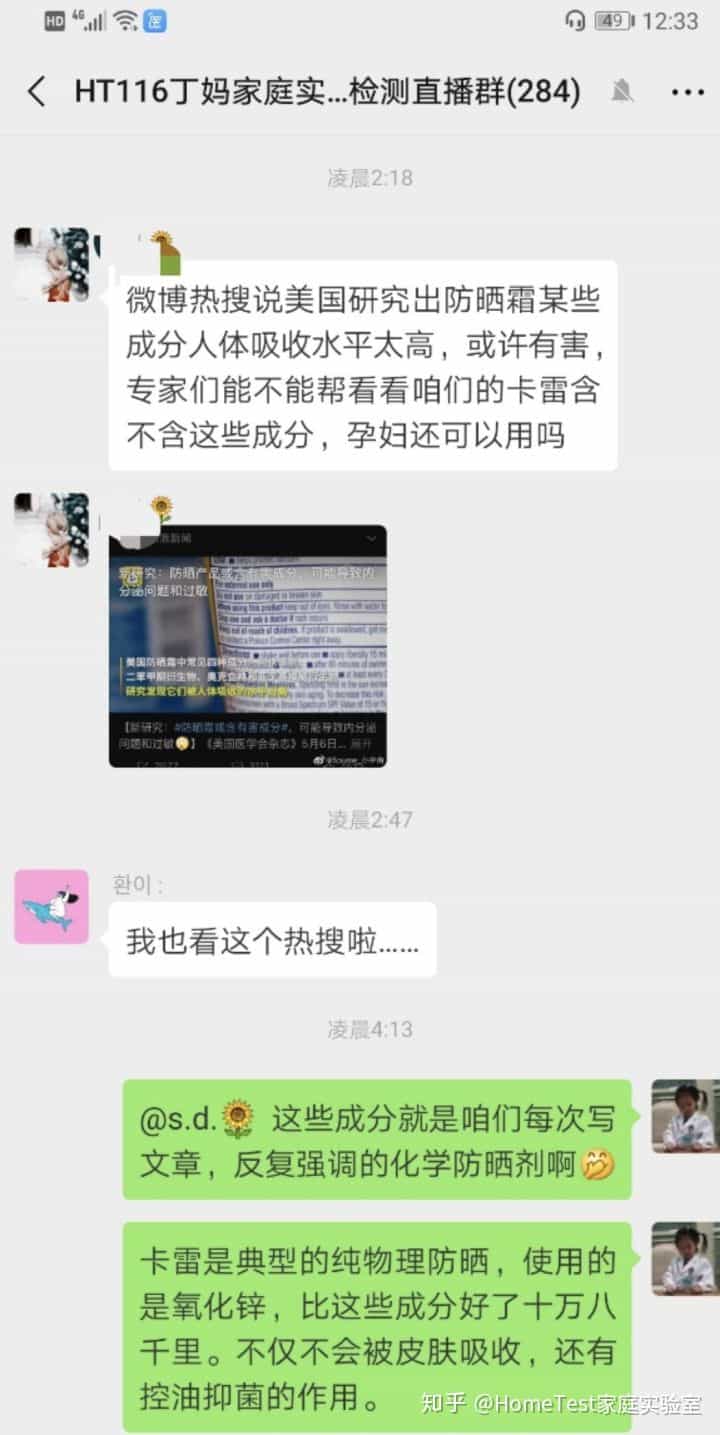 HD 4G 医 49 12:33
HT116丁妈家庭实...检测直播群(284)
凌晨2:18
微博热搜说美国研究出防晒霜某些
成分人体吸收水平太高，或许有害，
专家们能不能帮看看咱们的卡雷含
不含这些成分，孕妇还可以用吗
新研究：防晒产品或含有害成分，可能导致内
分泌问题和过敏
美国防晒霜中常见四种成分
研究发现它们被人体吸收的水平过高
【新研究：#防晒霜或含有害成分#，可能导致内分泌
问题和过敏】《美国医学会杂志》5月6日... 展开
凌晨2:47
환이 :
我也看这个热搜啦......
凌晨4:13
@s.d.🌻 这些成分就是咱们每次写
文章，反复强调的化学防晒剂啊🤭
卡雷是典型的纯物理防晒，使用的
是氧化锌，比这些成分好了十万八
千里。不仅不会被皮肤吸收，还有
控油抑菌的作用。
知乎 @HomeTest家庭实验室